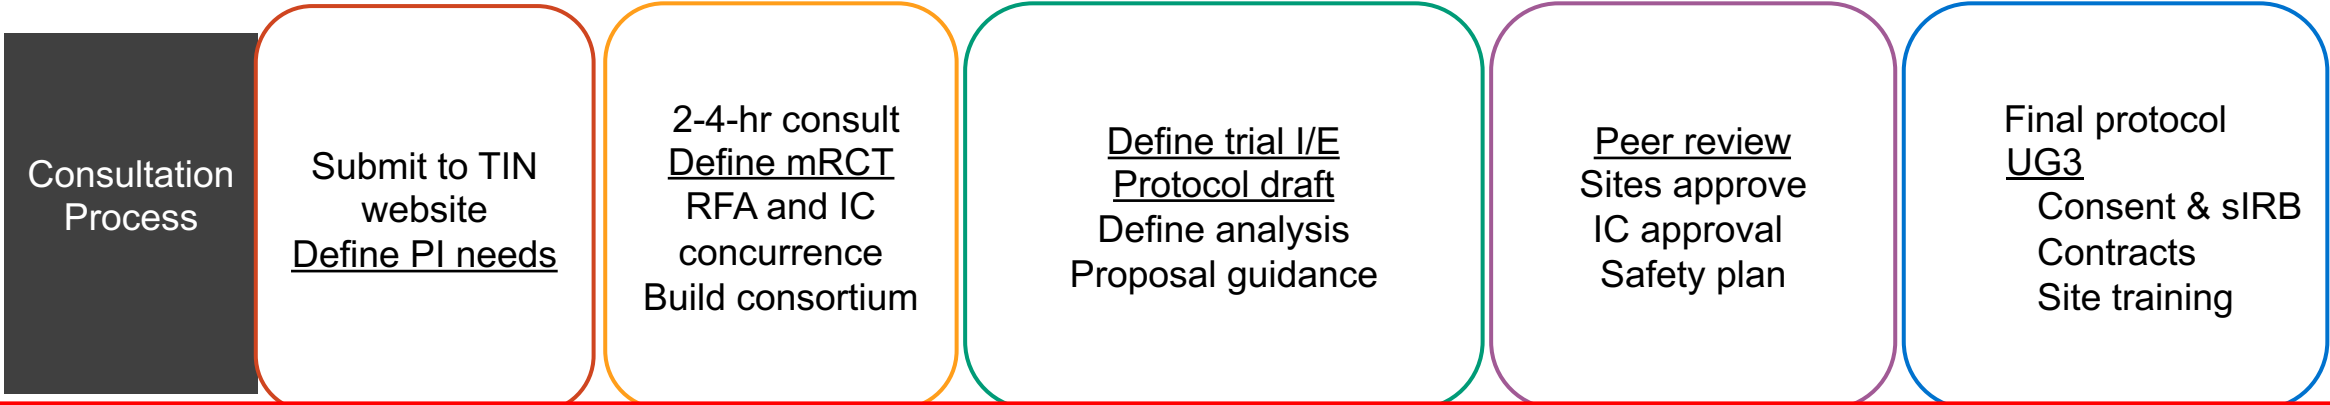 Consultation
Process
Submit to TIN
website
Define PI needs
2-4-hr consult
Define mRCT
RFA and IC
concurrence
Build consortium
Define trial I/E
Protocol draft
Define analysis
Proposal guidance
Peer review
Sites approve
IC approval
Safety plan
Final protocol
UG3
Consent & sIRB
Contracts
Site training